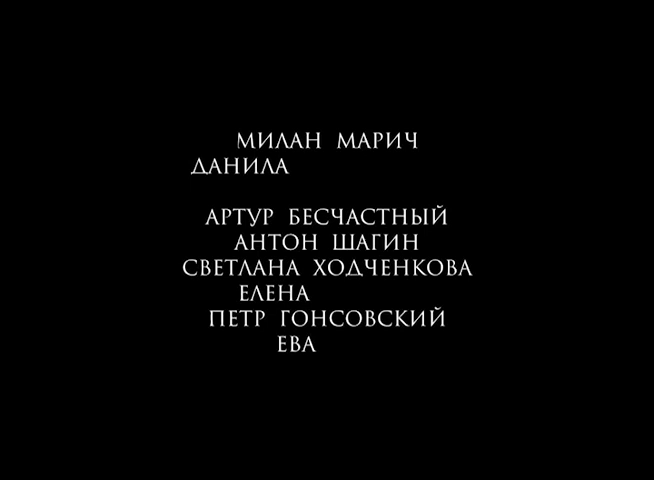 МИЛАН МАРИЧ
ДАНИЛА
АРТУР БЕСЧАСТНЫЙ
АНТОН ШАГИН
СВЕТЛАНА ХОДЧЕНКОВА
ЕЛЕНА
ПЕТР ГОНСОВСКИЙ
ЕВА